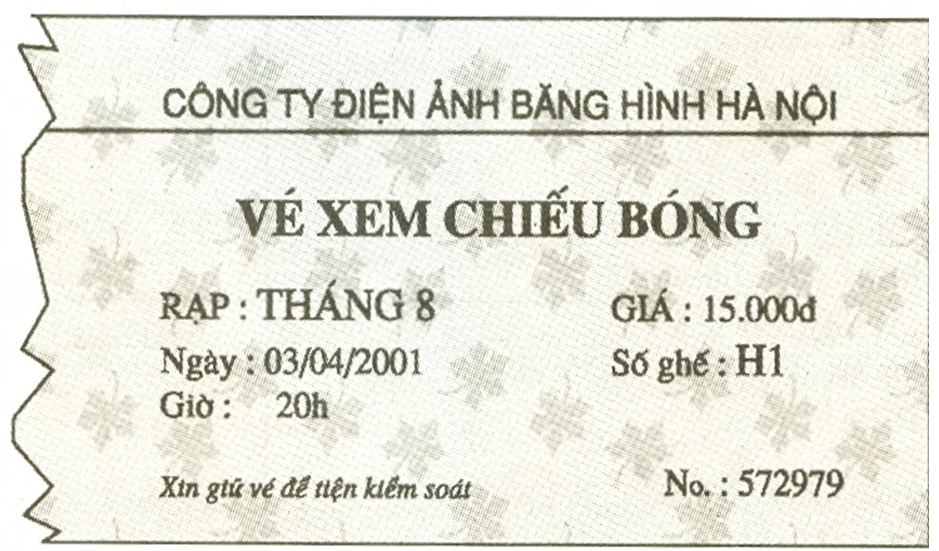 CÔNG TY ĐIỆN ẢNH BĂNG HÌNH HÀ NỘI
VÉ XEM CHIẾU BÓNG
RẠP : THÁNG 8
GIÁ : 15.000đ
Ngày : 03/04/2001
Số ghế : H1
Giờ : 20h
Xin giữ vé để tiện kiểm soát
No. : 572979